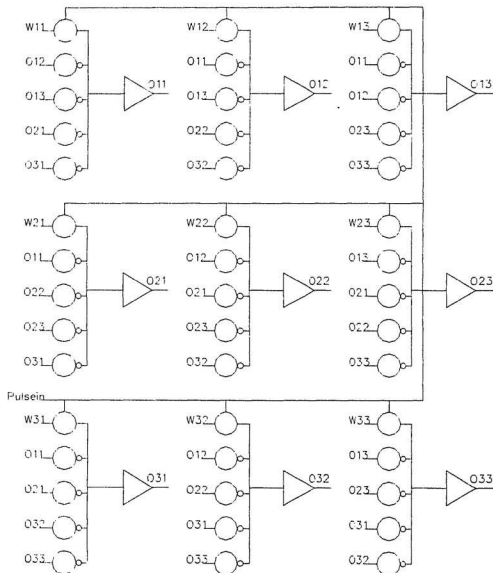 W11 W12 W13
O12 O11 O11
O11 O12 O13
O13 O13 O12
O21 O22 O23
O31 O32 O33
W21 W22 W23
O11 O12 O13
O21 O22 O23
O22 O21 O21
O23 O23 O22
O31 O32 O33
Pulsein
W31 W32 W33
O11 O12 O13
O31 O32 O33
O21 O22 O23
O32 O31 O31
O33 O33 O32